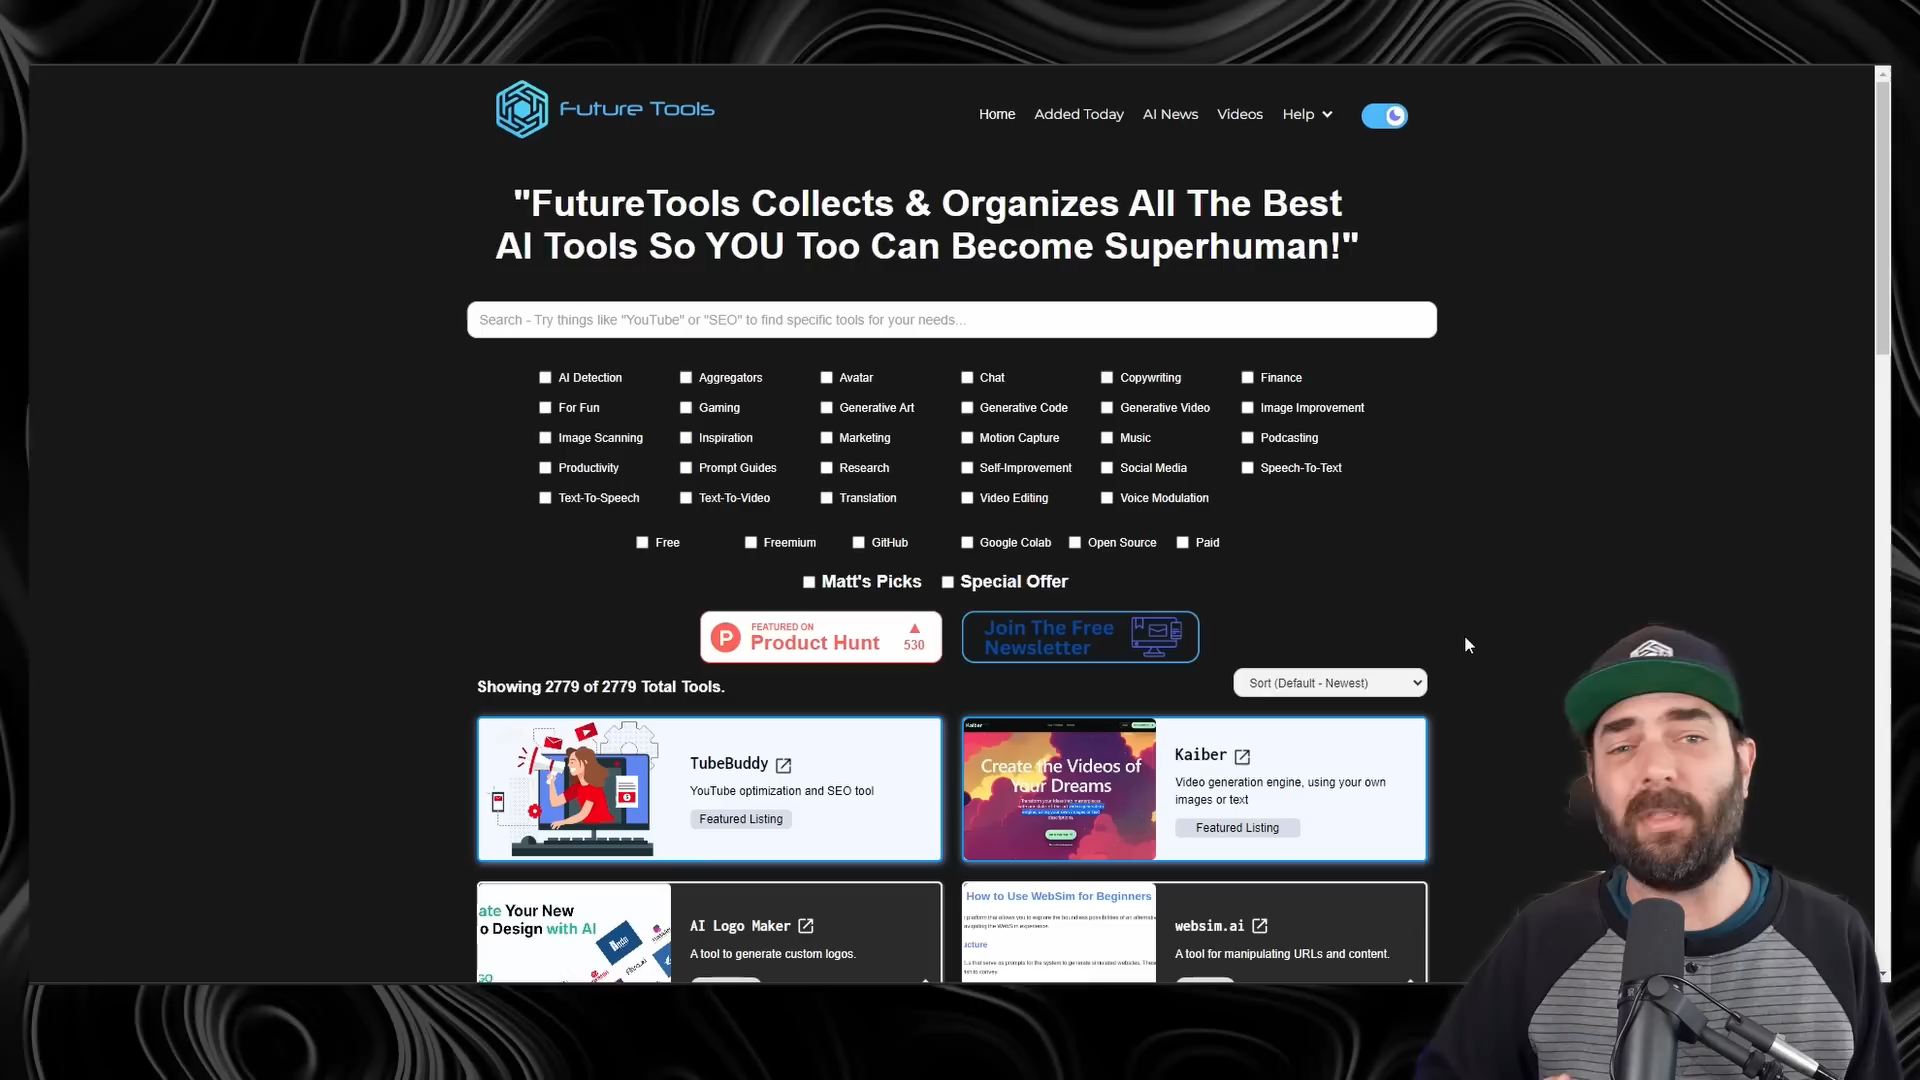 Future Tools
Home
Added Today
AI News
Videos
Help
"FutureTools Collects & Organizes All The Best
AI Tools So YOU Too Can Become Superhuman!"
Search - Try things like "YouTube" or "SEO" to find specific tools for your needs...
AI Detection
Aggregators
Avatar
Chat
Copywriting
Finance
For Fun
Gaming
Generative Art
Generative Code
Generative Video
Image Improvement
Image Scanning
Inspiration
Marketing
Motion Capture
Music
Podcasting
Productivity
Prompt Guides
Research
Self-Improvement
Social Media
Speech-To-Text
Text-To-Speech
Text-To-Video
Translation
Video Editing
Voice Modulation
Free
Freemium
GitHub
Google Colab
Open Source
Paid
Matt's Picks
Special Offer
P
FEATURED ON
Product Hunt
530
Join The Free
Newsletter
Showing 2779 of 2779 Total Tools.
Sort (Default - Newest)
TubeBuddy
YouTube optimization and SEO tool
Featured Listing
Kaiber
Create the Videos of
Your Dreams
Kaiber
Video generation engine, using your own
images or text
Featured Listing
ate Your New
o Design with AI
AI Logo Maker
A tool to generate custom logos.
How to Use WebSim for Beginners
ucture
websim.ai
A tool for manipulating URLs and content.